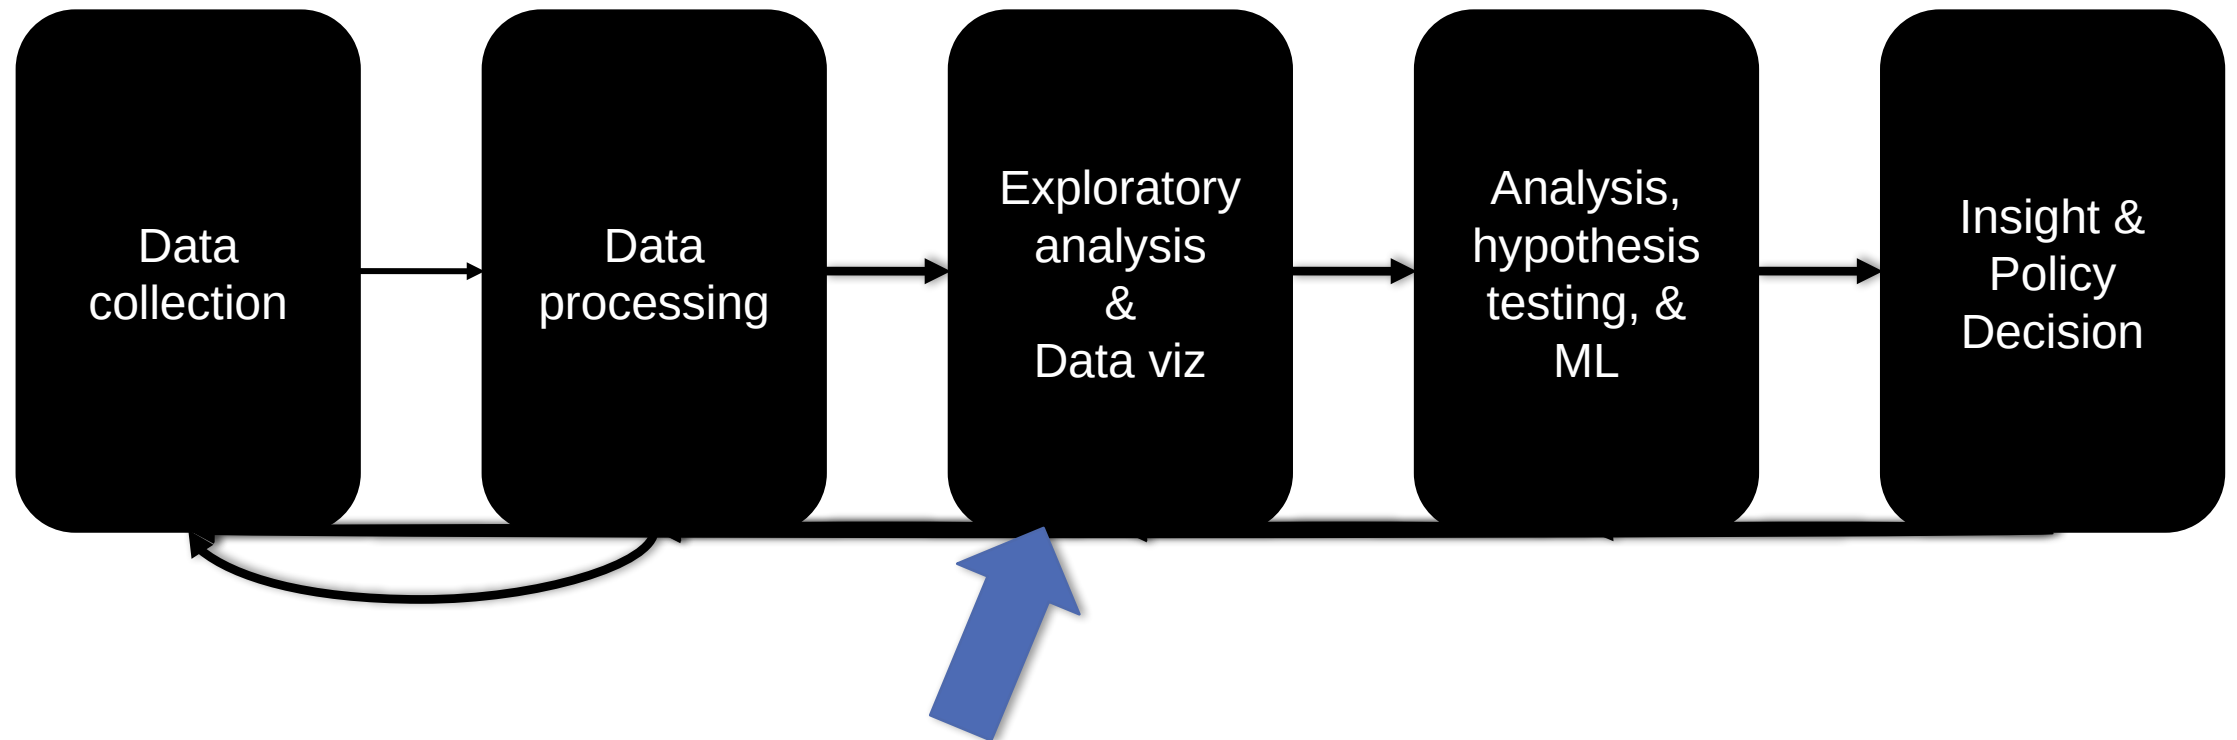 Data
collection
Data
processing
Exploratory
analysis
&
Data viz
Analysis,
hypothesis
testing, &
ML
Insight &
Policy
Decision